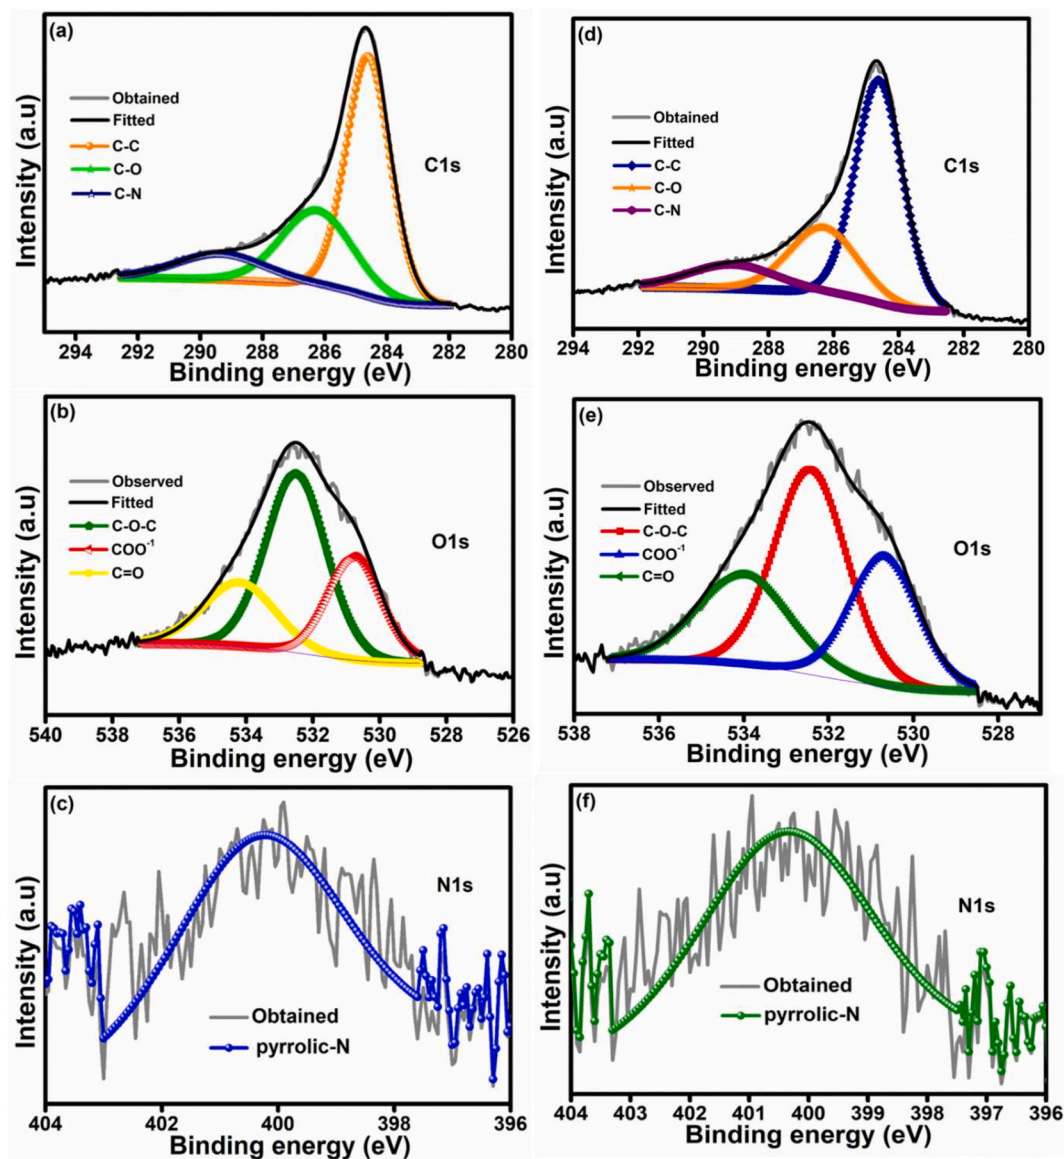 (a)
Intensity (a.u)
Obtained
Fitted
C-C
C-O
C-N
C1s
294 292 290 288 286 284 282 280
Binding energy (eV)
(d)
Intensity (a.u)
Obtained
Fitted
C-C
C-O
C-N
C1s
294 292 290 288 286 284 282 280
Binding energy (eV)
(b)
Intensity (a.u)
Observed
Fitted
C-O-C
COO⁻¹
C=O
O1s
540 538 536 534 532 530 528 526
Binding energy (eV)
(e)
Intensity (a.u)
Observed
Fitted
C-O-C
COO⁻¹
C=O
O1s
538 536 534 532 530 528
Binding energy (eV)
(c)
Intensity (a.u)
N1s
Obtained
pyrrolic-N
404 402 400 398 396
Binding energy (eV)
(f)
Intensity (a.u)
N1s
Obtained
pyrrolic-N
404 403 402 401 400 399 398 397 396
Binding energy (eV)